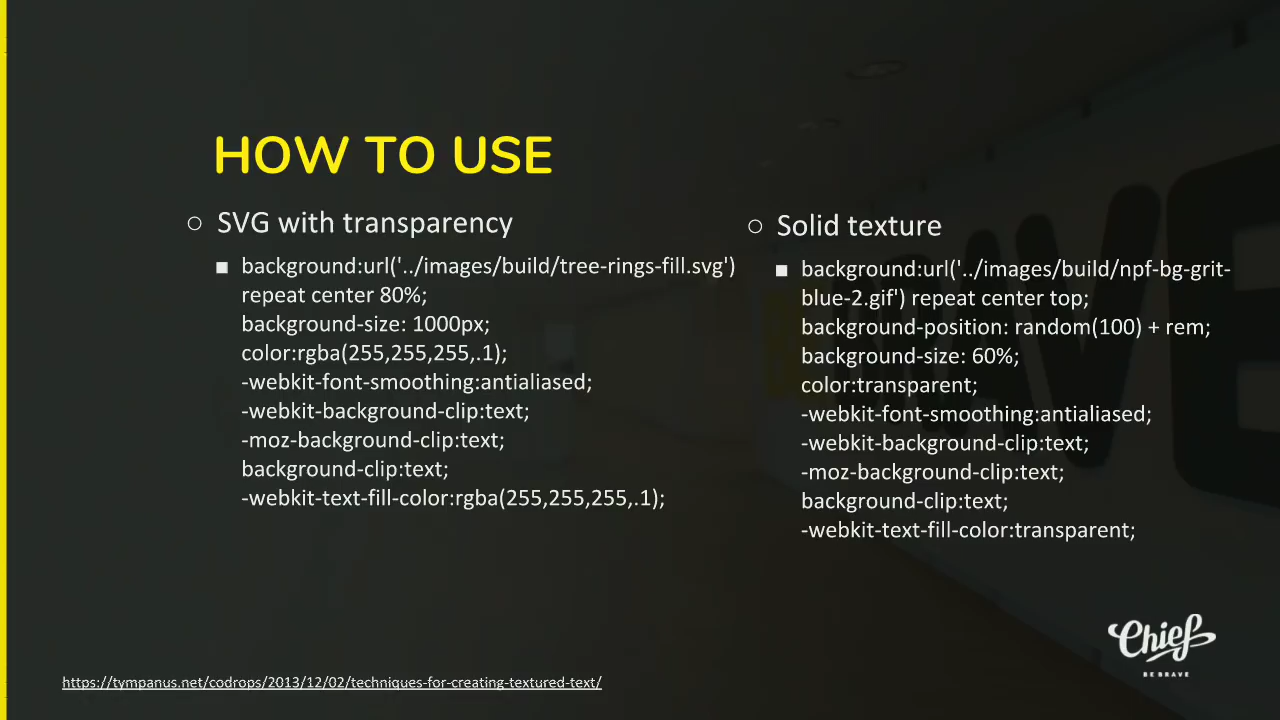 HOW TO USE
○ SVG with transparency
■ background:url('../images/build/tree-rings-fill.svg')
repeat center 80%;
background-size: 1000px;
color:rgba(255,255,255,.1);
-webkit-font-smoothing:antialiased;
-webkit-background-clip:text;
-moz-background-clip:text;
background-clip:text;
-webkit-text-fill-color:rgba(255,255,255,.1);
○ Solid texture
■ background:url('../images/build/npf-bg-grit-
blue-2.gif') repeat center top;
background-position: random(100) + rem;
background-size: 60%;
color:transparent;
-webkit-font-smoothing:antialiased;
-webkit-background-clip:text;
-moz-background-clip:text;
background-clip:text;
-webkit-text-fill-color:transparent;
Chief
BE BRAVE
https://tympanus.net/codrops/2013/12/02/techniques-for-creating-textured-text/